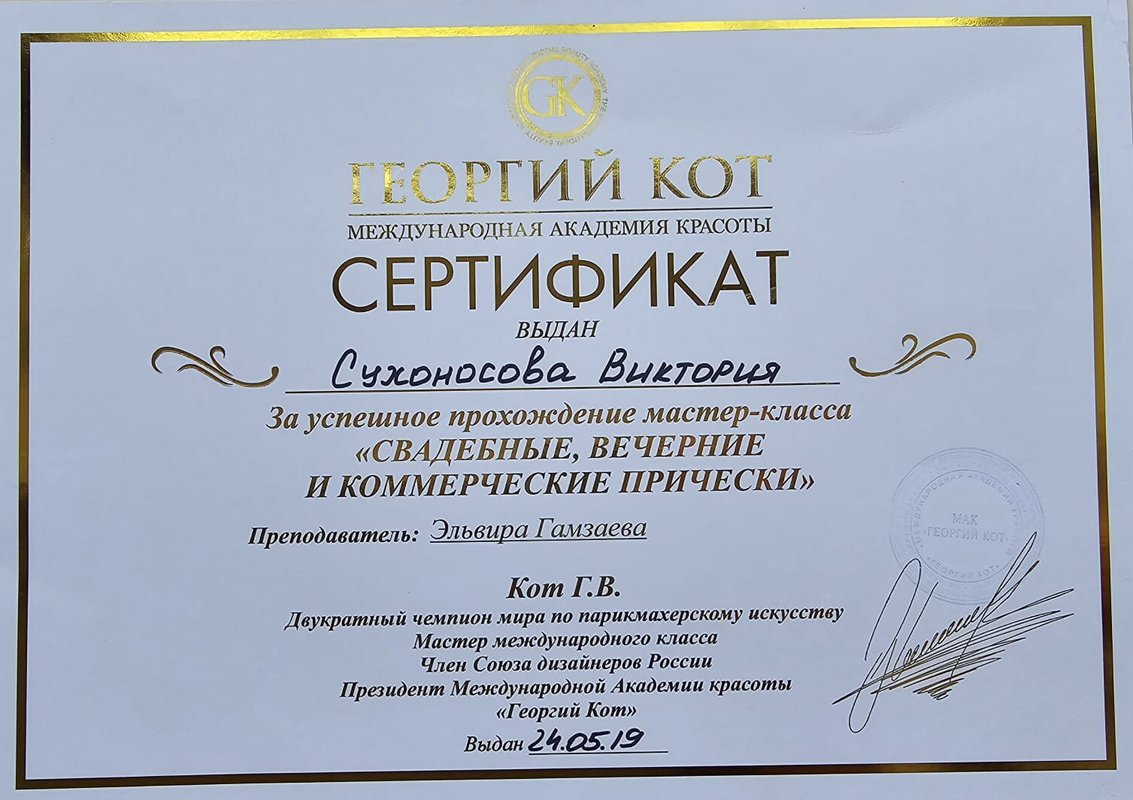 GK
ГЕОРГИЙ КОТ
МЕЖДУНАРОДНАЯ АКАДЕМИЯ КРАСОТЫ
СЕРТИФИКАТ
ВЫДАН
Сухоносова Виктория
За успешное прохождение мастер-класса
«СВАДЕБНЫЕ, ВЕЧЕРНИЕ
И КОММЕРЧЕСКИЕ ПРИЧЕСКИ»
Преподаватель: Эльвира Гамзаева
МАК
«ГЕОРГИЙ КОТ»
«ГЕОРГИЙ КОТ»
Кот Г.В.
Двукратный чемпион мира по парикмахерскому искусству
Мастер международного класса
Член Союза дизайнеров России
Президент Международной Академии красоты
«Георгий Кот»
Выдан 24.05.19